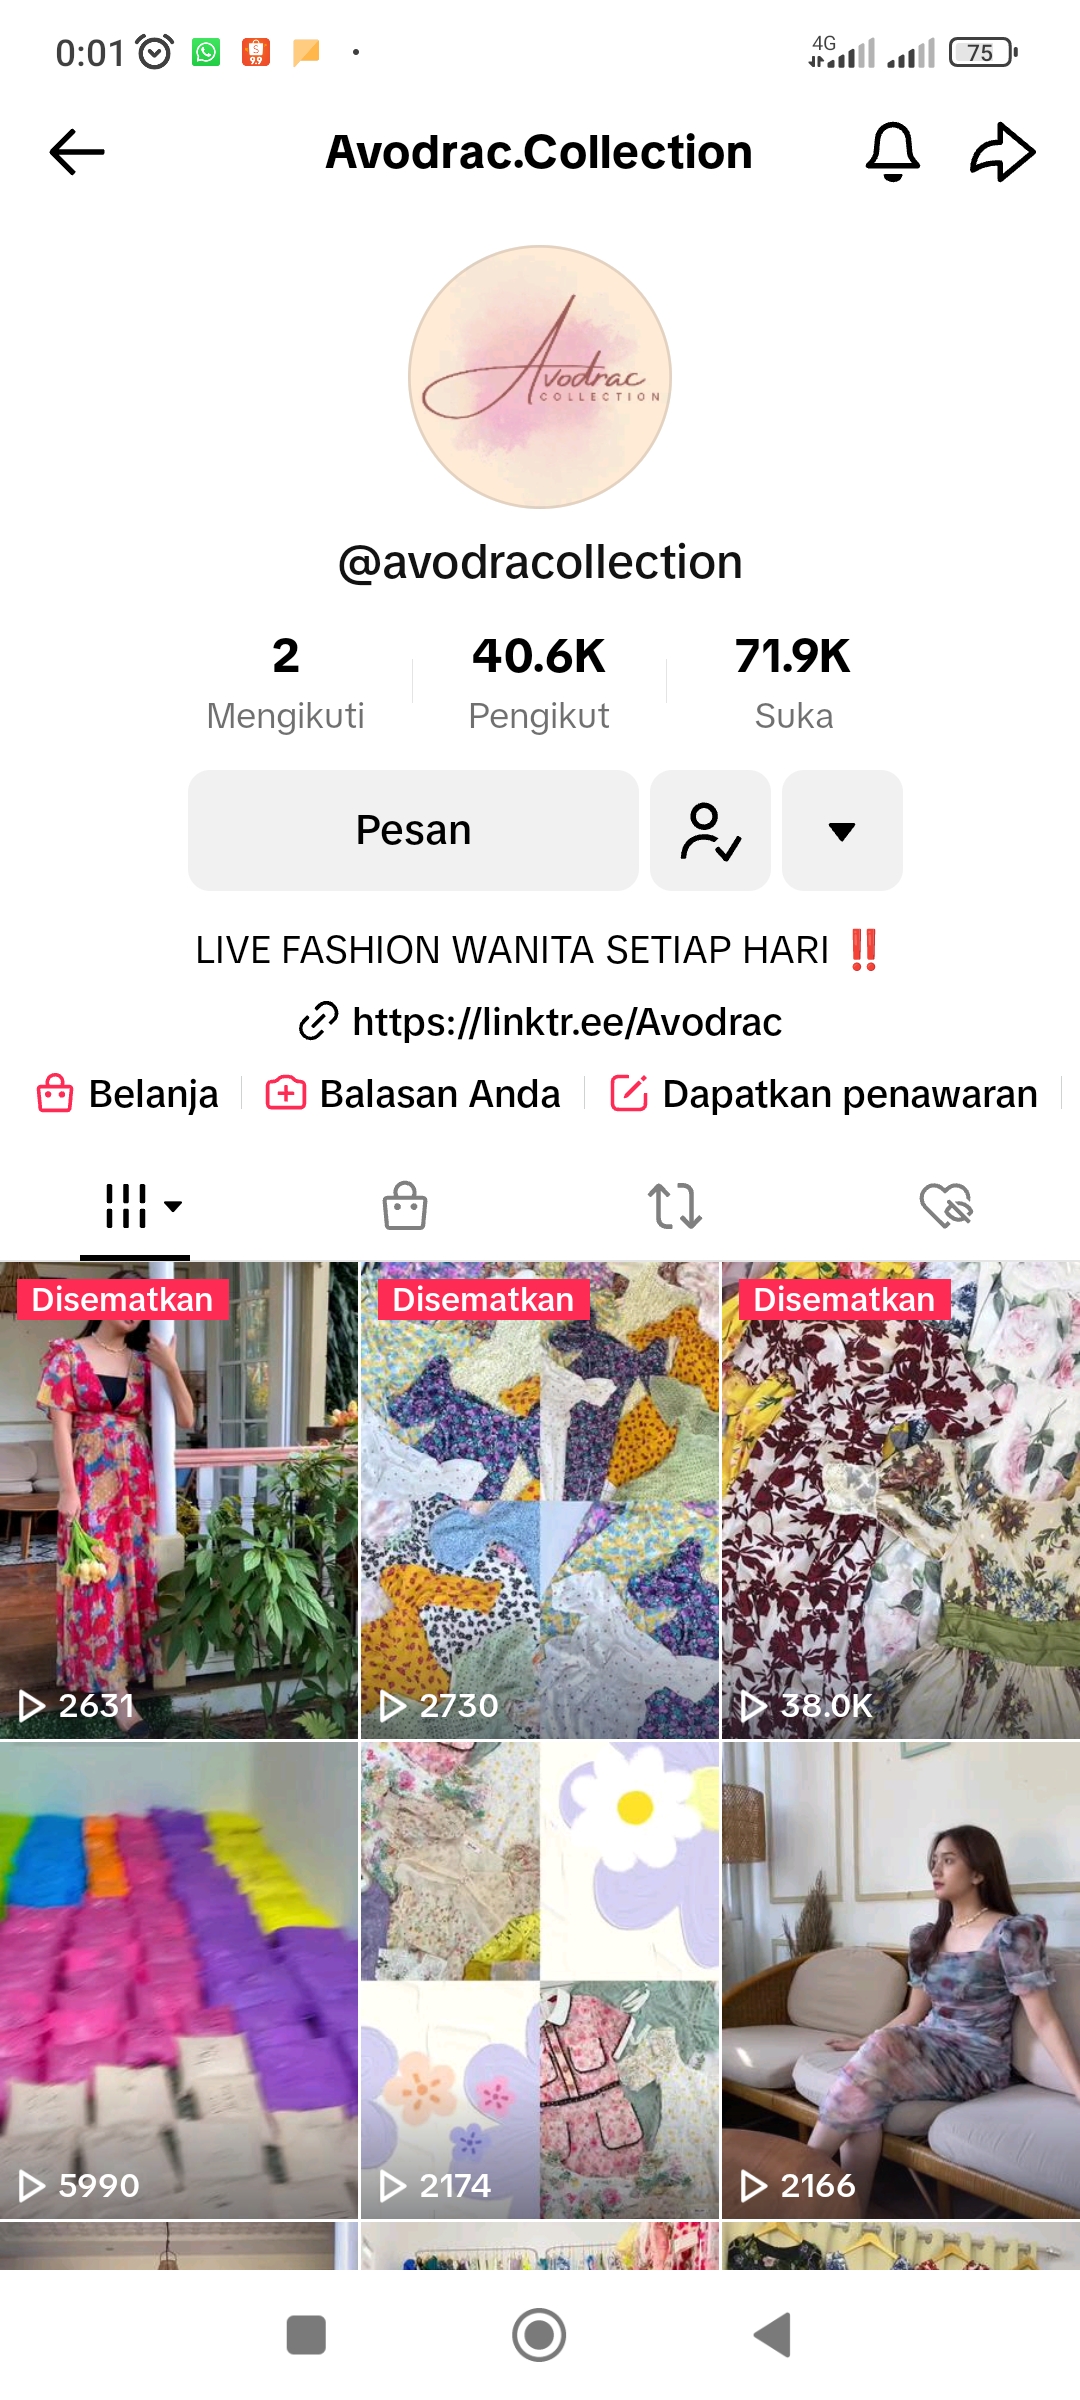 0:01
4G
75
Avodrac.Collection
Avodrac
COLLECTION
@avodracollection
2 40.6K 71.9K
Mengikuti Pengikut Suka
Pesan
LIVE FASHION WANITA SETIAP HARI ‼️
https://linktr.ee/Avodrac
Belanja Balasan Anda Dapatkan penawaran
Disematkan Disematkan Disematkan
2631 2730 38.0K
5990 2174 2166